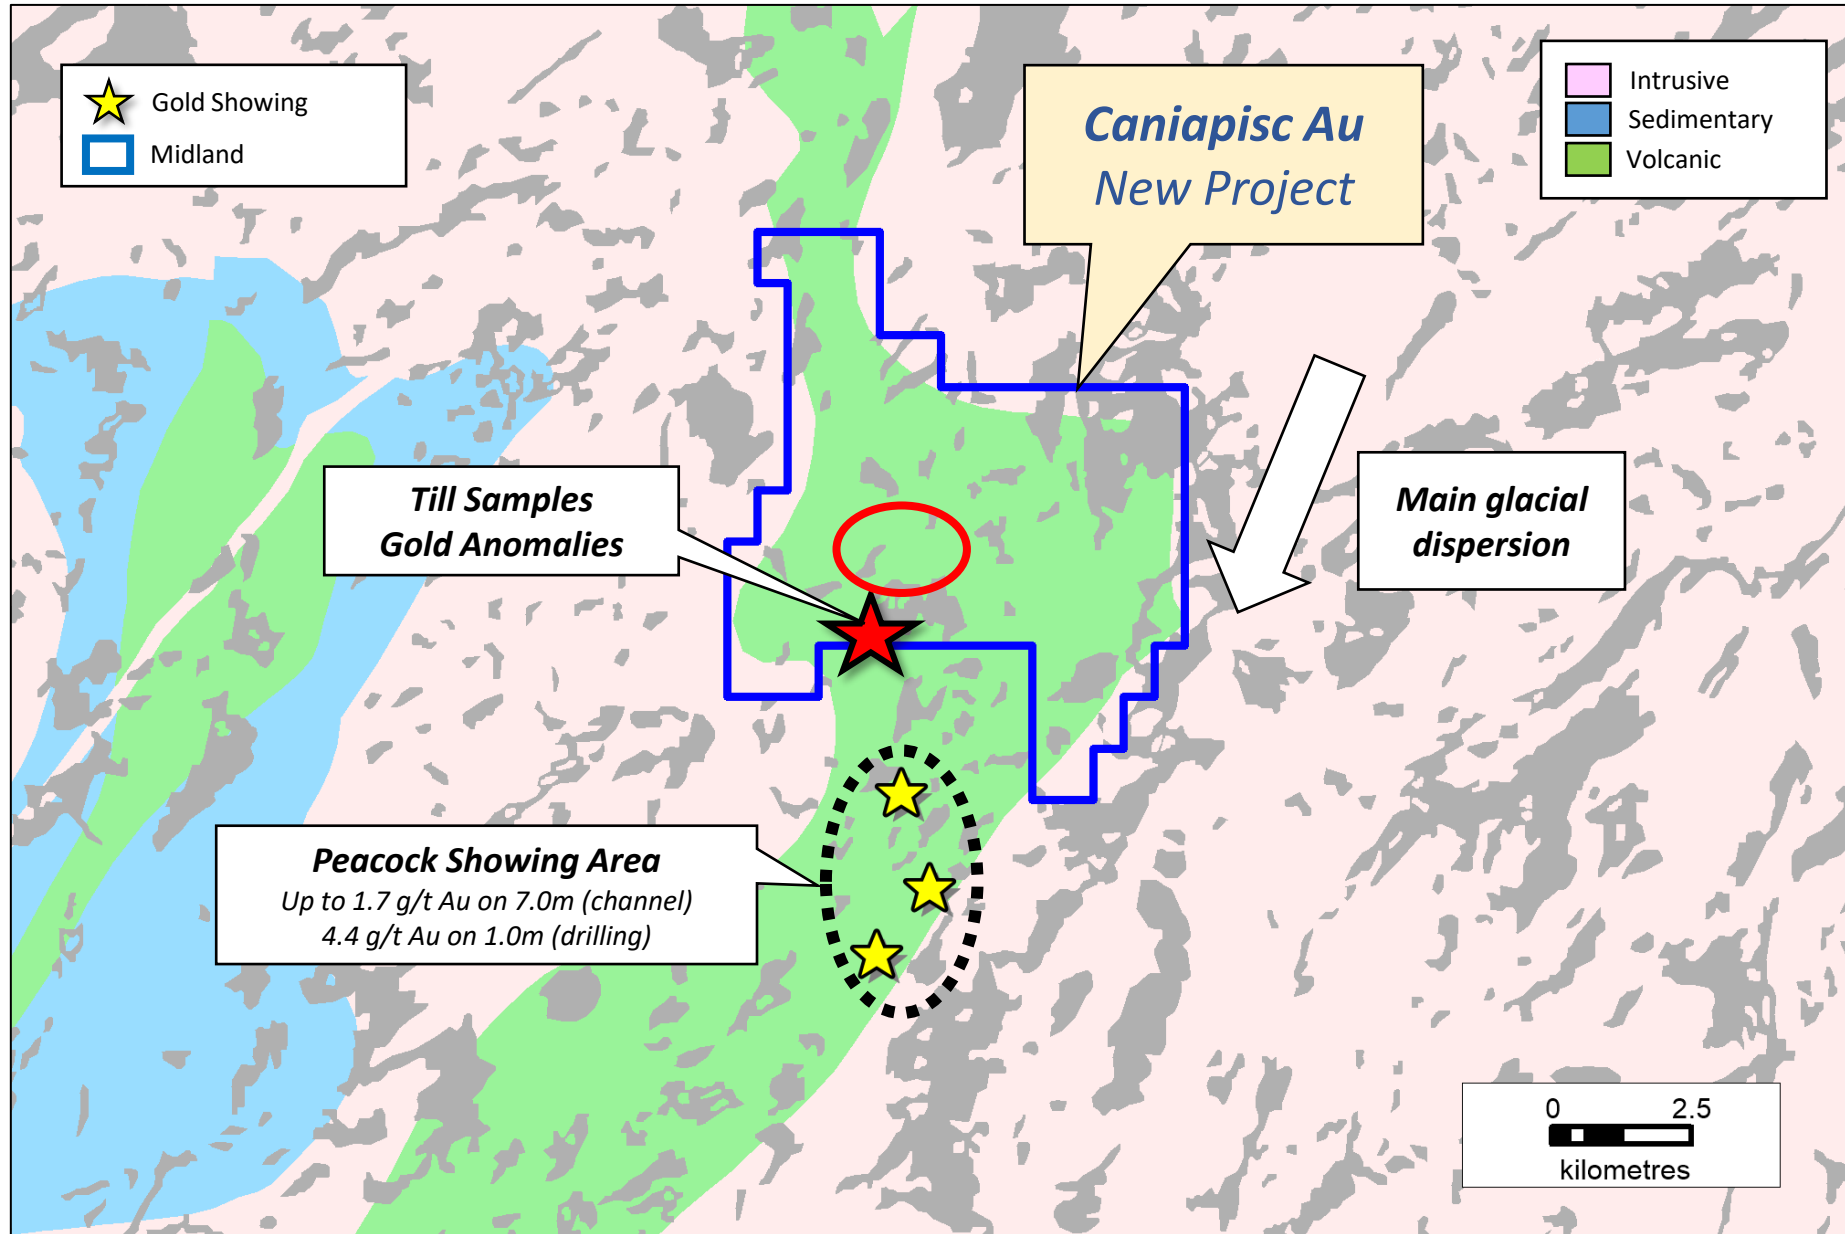 Gold Showing
Midland
Caniapisc Au
New Project
Intrusive
Sedimentary
Volcanic
Till Samples
Gold Anomalies
Main glacial
dispersion
Peacock Showing Area
Up to 1.7 g/t Au on 7.0m (channel)
4.4 g/t Au on 1.0m (drilling)
0 2.5
kilometres